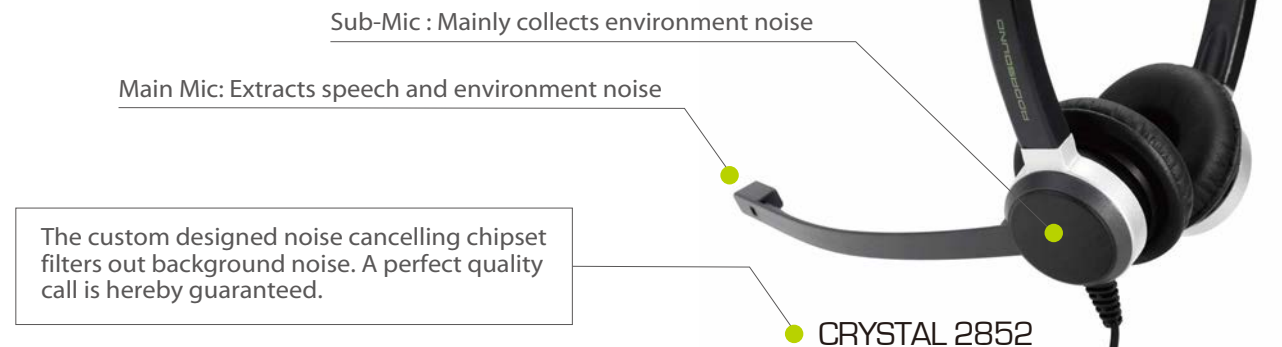 Sub-Mic : Mainly collects environment noise
Main Mic: Extracts speech and environment noise
ADDASOUND
The custom designed noise cancelling chipset
filters out background noise. A perfect quality
call is hereby guaranteed.
CRYSTAL 2852